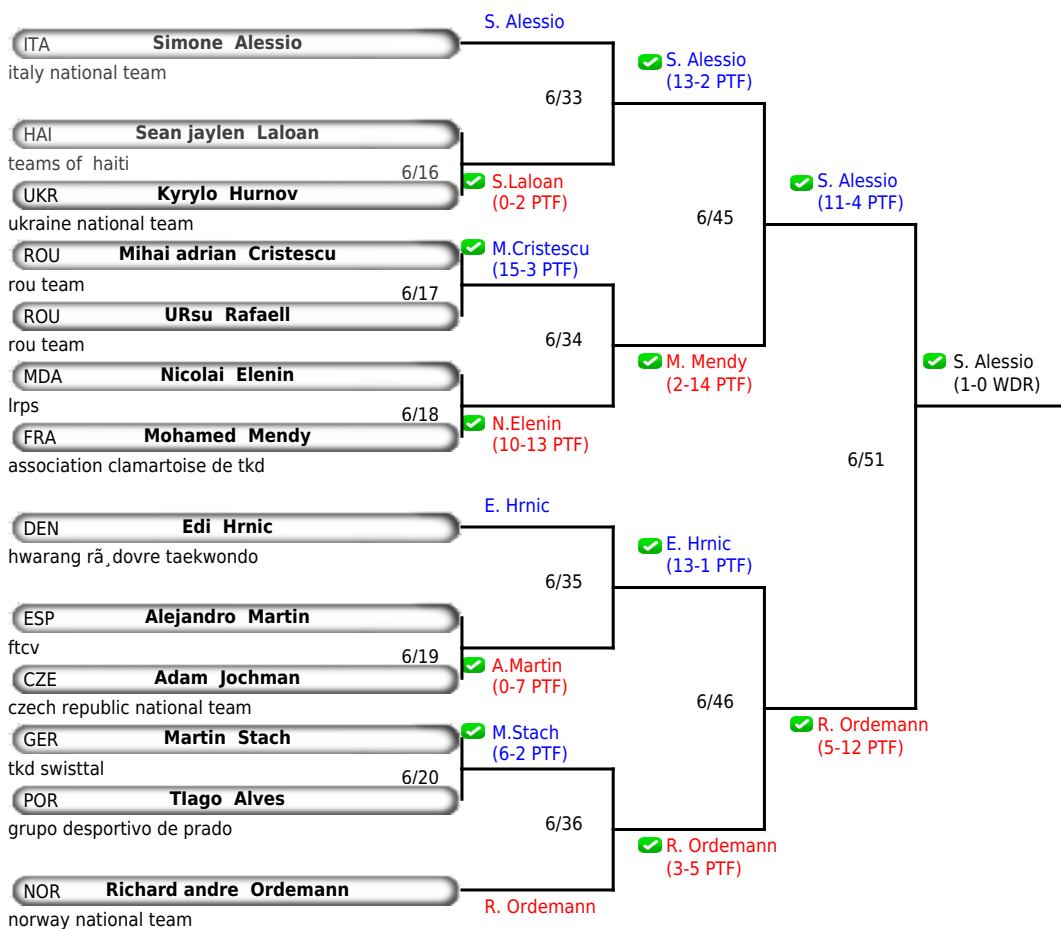 S. Alessio
ITA Simone Alessio
italy national team
S. Alessio
(13-2 PTF)
6/33
HAI Sean jaylen Laloan
teams of haiti
6/16
S.Laloan
(0-2 PTF)
UKR Kyrylo Hurnov
ukraine national team
S. Alessio
(11-4 PTF)
6/45
ROU Mihai adrian Cristescu
rou team
M.Cristescu
(15-3 PTF)
6/17
ROU URsu Rafaell
rou team
6/34
M. Mendy
(2-14 PTF)
MDA Nicolai Elenin
lrps
6/18
N.Elenin
(10-13 PTF)
FRA Mohamed Mendy
association clamartoise de tkd
S. Alessio
(1-0 WDR)
6/51
E. Hrnic
DEN Edi Hrnic
hwarang rã¸dovre taekwondo
E. Hrnic
(13-1 PTF)
6/35
ESP Alejandro Martin
ftcv
6/19
A.Martin
(0-7 PTF)
CZE Adam Jochman
czech republic national team
6/46
R. Ordemann
(5-12 PTF)
GER Martin Stach
tkd swisttal
M.Stach
(6-2 PTF)
6/20
POR TIago Alves
grupo desportivo de prado
6/36
R. Ordemann
(3-5 PTF)
NOR Richard andre Ordemann
norway national team
R. Ordemann